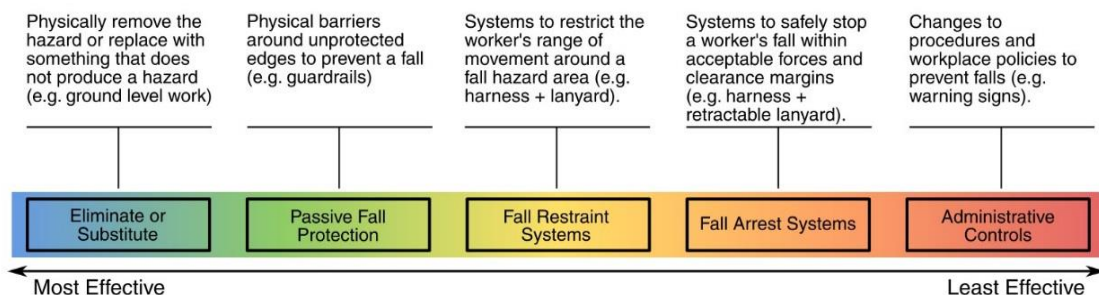 Physically remove the
hazard or replace with
something that does
not produce a hazard
(e.g. ground level work)
Physical barriers
around unprotected
edges to prevent a fall
(e.g. guardrails)
Systems to restrict the
worker's range of
movement around a
fall hazard area (e.g.
harness + lanyard).
Systems to safely stop
a worker's fall within
acceptable forces and
clearance margins
(e.g. harness +
retractable lanyard).
Changes to
procedures and
workplace policies to
prevent falls (e.g.
warning signs).
Eliminate or
Substitute
Passive Fall
Protection
Fall Restraint
Systems
Fall Arrest Systems
Administrative
Controls
Most Effective
Least Effective